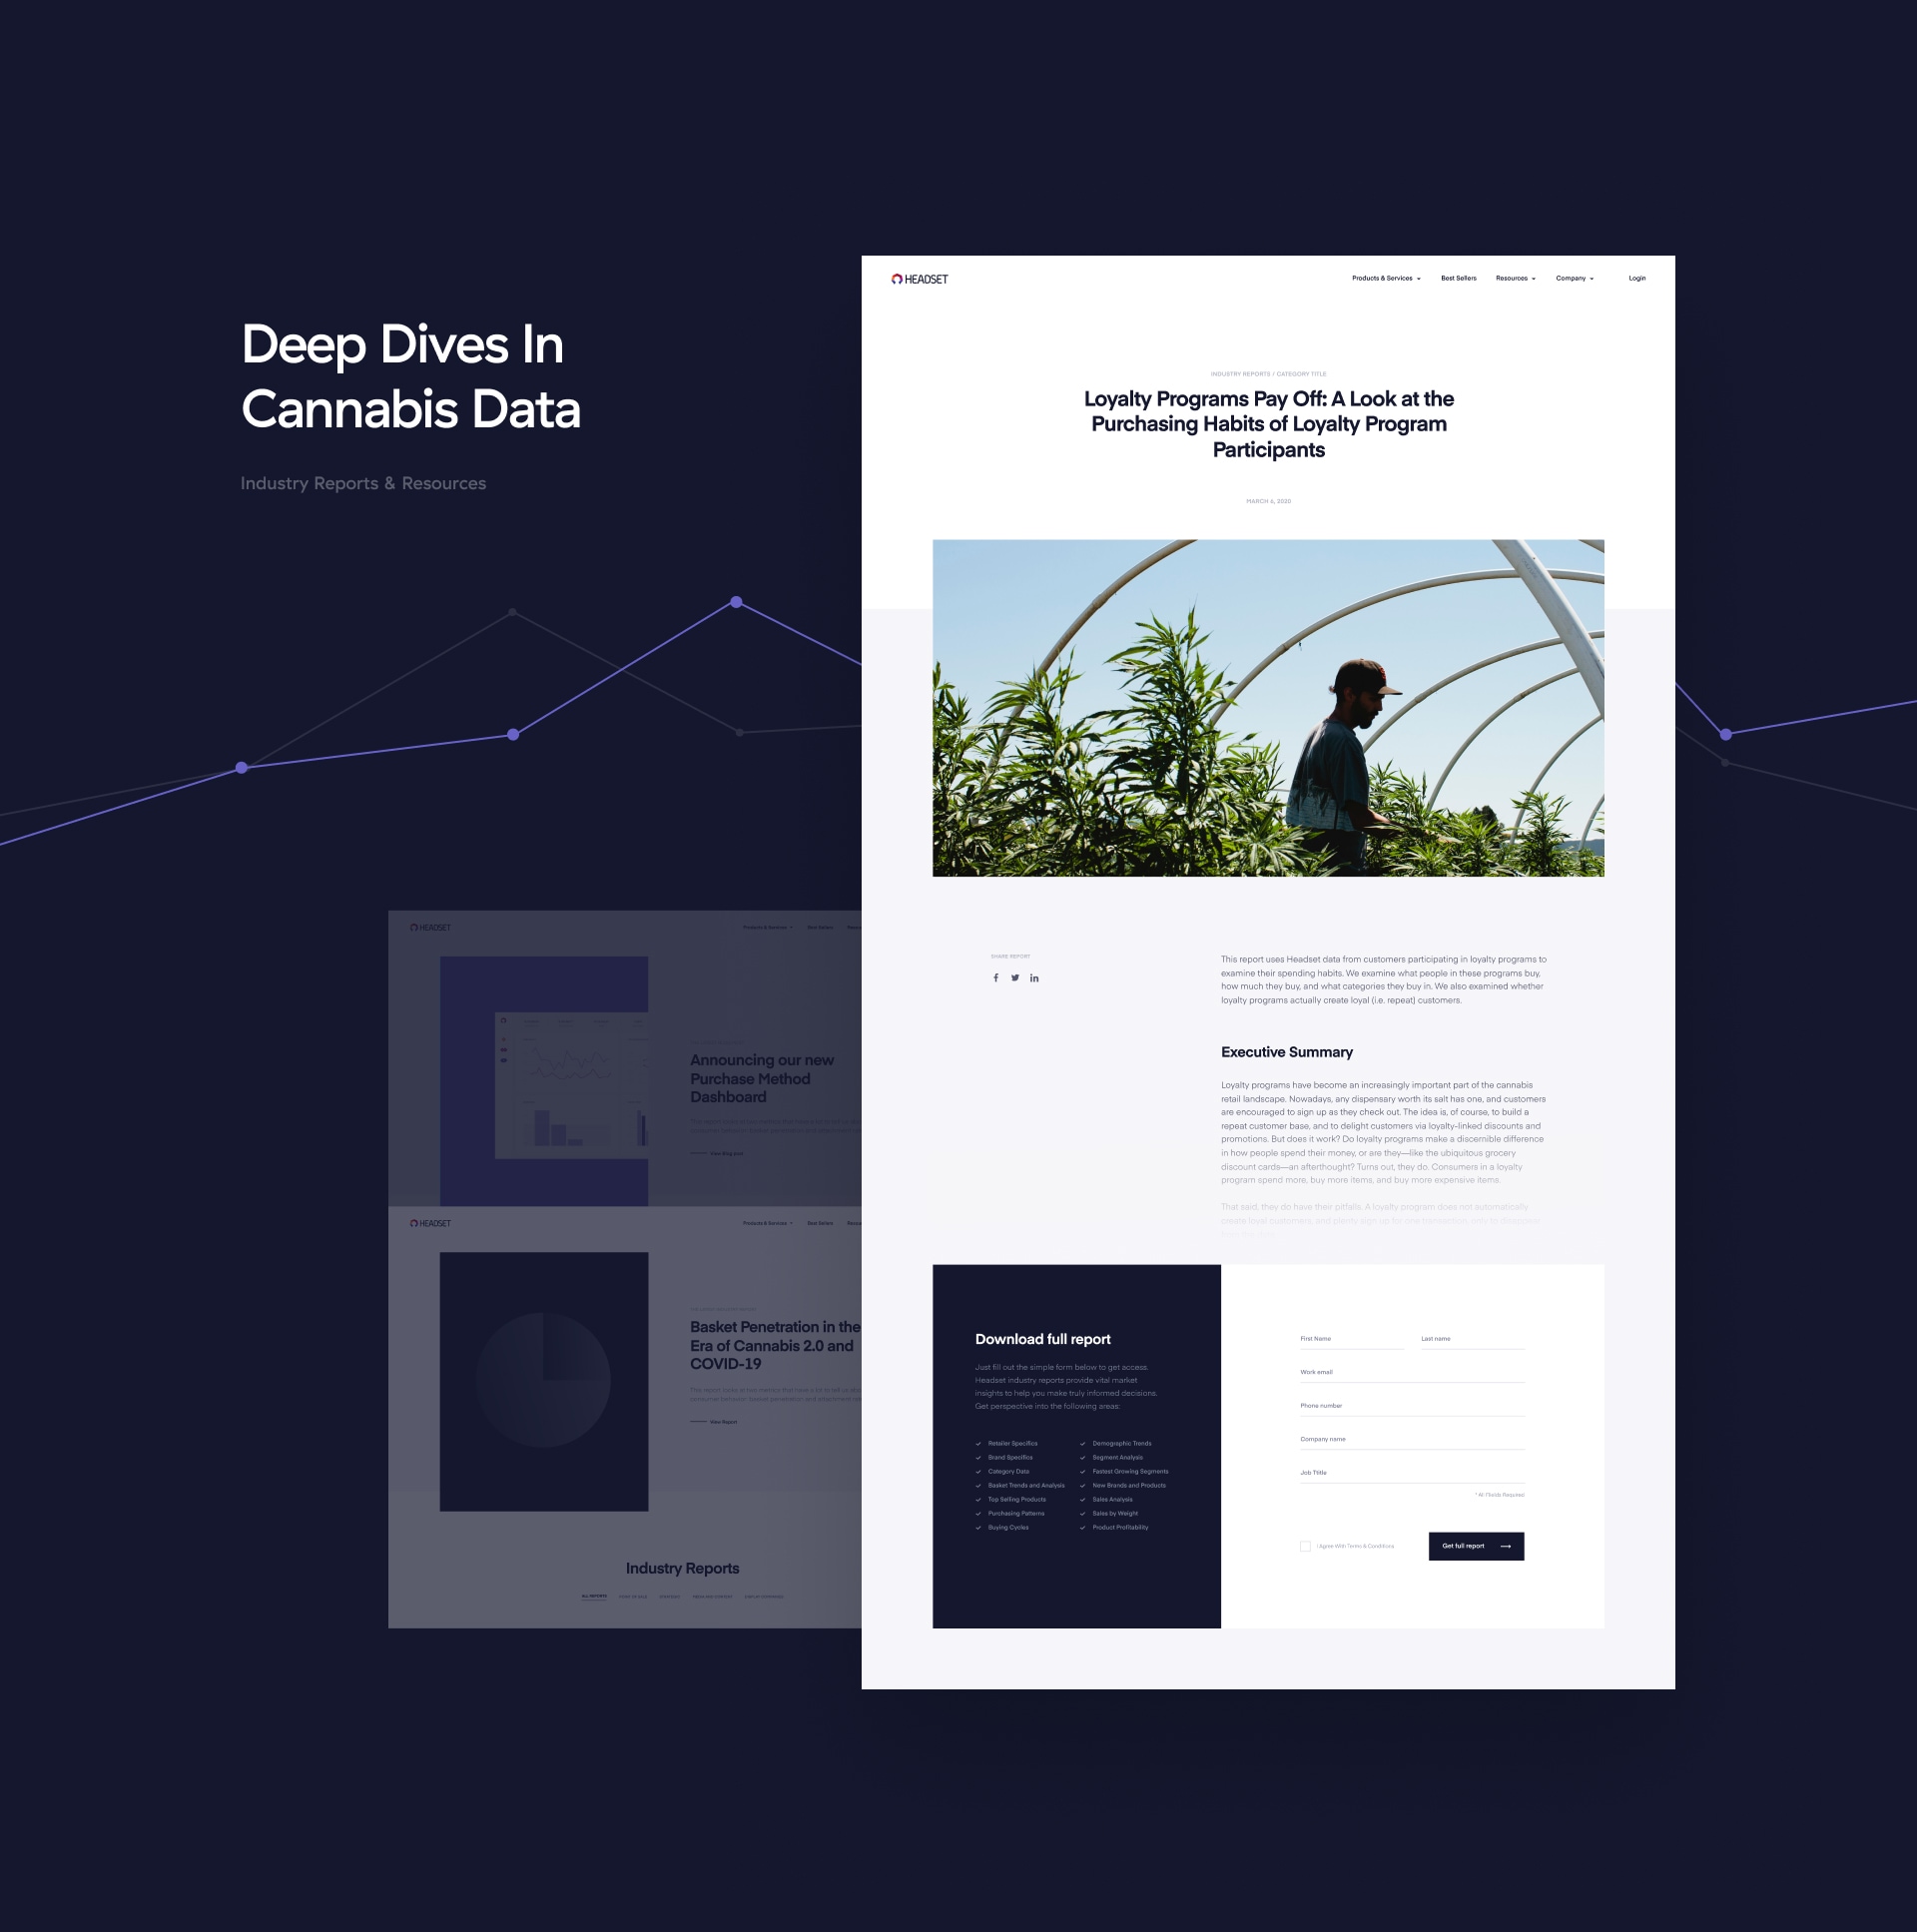 Deep Dives In
Cannabis Data
Industry Reports & Resources
HEADSET
Products & Services
Best Sellers
Resources
Company
Login
INDUSTRY REPORTS / CATEGORY TITLE
Loyalty Programs Pay Off: A Look at the
Purchasing Habits of Loyalty Program
Participants
MARCH 6, 2020
SHARE REPORT
This report uses Headset data from customers participating in loyalty programs to
examine their spending habits. We examine what people in these programs buy,
how much they buy, and what categories they buy in. We also examined whether
loyalty programs actually create loyal (i.e. repeat) customers.
Executive Summary
Loyalty programs have become an increasingly important part of the cannabis
retail landscape. Nowadays, any dispensary worth its salt has one, and customers
are encouraged to sign up as they check out. The idea is, of course, to build a
repeat customer base, and to delight customers via loyalty-linked discounts and
promotions. But does it work? Do loyalty programs make a discernible difference
in how people spend their money, or are they—like the ubiquitous grocery
discount cards—an afterthought? Turns out, they do. Consumers in a loyalty
program spend more, buy more items, and buy more expensive items.
That said, they do have their pitfalls. A loyalty program does not automatically
create loyal customers, and plenty sign up for one transaction only to disappear
Download full report
Just fill out the simple form below to get access.
Headset industry reports provide vital market
insights to help you make truly informed decisions.
Get perspective into the following areas:
Retailer Specifics
Brand Specifics
Category Data
Basket Trends and Analysis
Top Selling Products
Purchasing Patterns
Buying Cycles
Demographic Trends
Segment Analysis
Fastest Growing Segments
New Brands and Products
Sales Analysis
Sales by Weight
Product Profitability
First Name
Last name
Work email
Phone number
Company name
Job Ttitle
* All Fileds Required
I Agree With Terms & Conditions
Get full report
HEADSET
Products & Services
Best Sellers
Announcing our new
Purchase Method
Dashboard
View Blog post
HEADSET
Products & Services
Best Sellers
Basket Penetration in the
Era of Cannabis 2.0 and
COVID-19
View Report
Industry Reports
ALL REPORTS